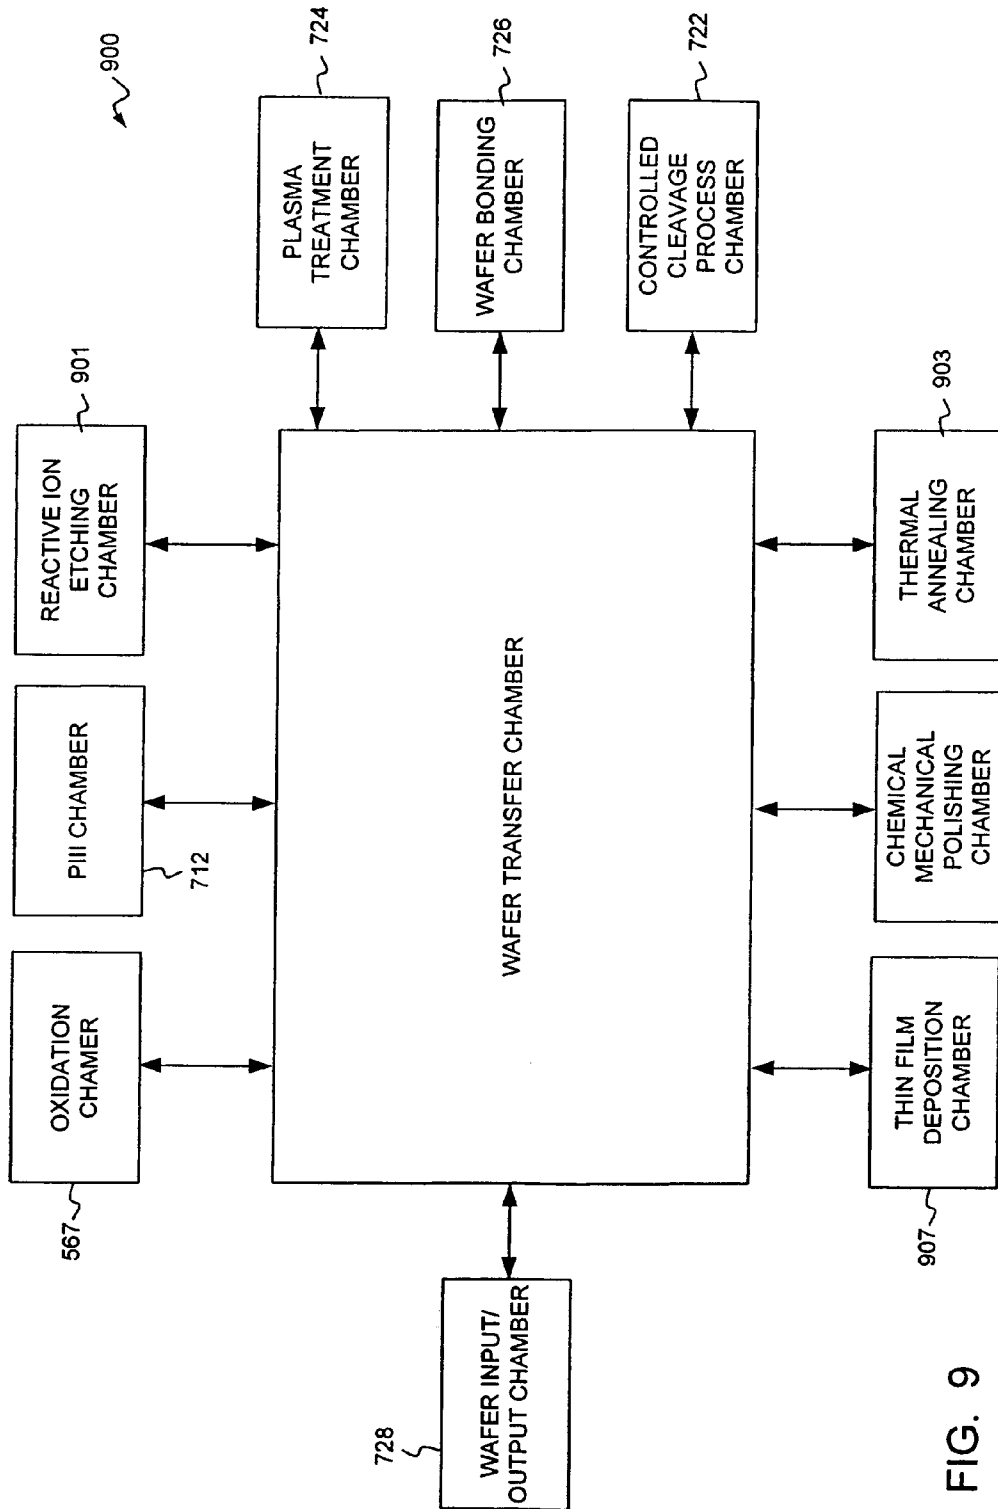 900
OXIDATION
CHAMER
567
PIII CHAMBER
712
REACTIVE ION
ETCHING
CHAMBER
901
PLASMA
TREATMENT
CHAMBER
724
WAFER BONDING
CHAMBER
726
CONTROLLED
CLEAVAGE
PROCESS
CHAMBER
722
WAFER TRANSFER CHAMBER
WAFER INPUT/
OUTPUT CHAMBER
728
THIN FILM
DEPOSITION
CHAMBER
907
CHEMICAL
MECHANICAL
POLISHING
CHAMBER
THERMAL
ANNEALING
CHAMBER
903
FIG. 9